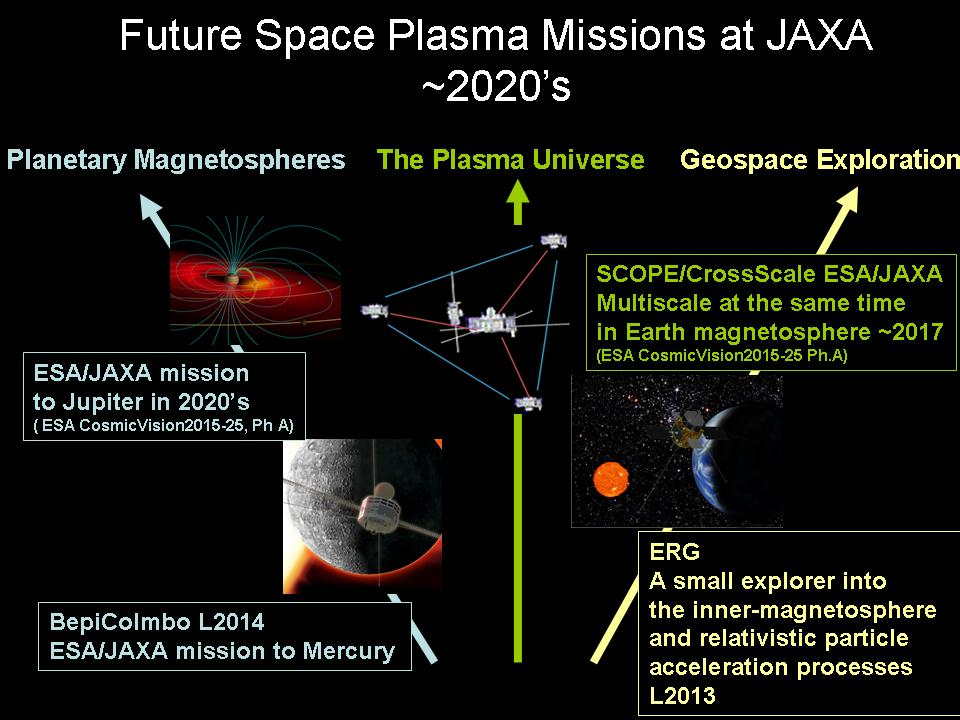 Future Space Plasma Missions at JAXA
~2020's
Planetary Magnetospheres
The Plasma Universe
Geospace Exploration
SCOPE/CrossScale ESA/JAXA
Multiscale at the same time
in Earth magnetosphere ~2017
(ESA CosmicVision2015-25 Ph.A)
ESA/JAXA mission
to Jupiter in 2020's
( ESA CosmicVision2015-25, Ph A)
ERG
A small explorer into
the inner-magnetosphere
and relativistic particle
acceleration processes
L2013
BepiColmbo L2014
ESA/JAXA mission to Mercury